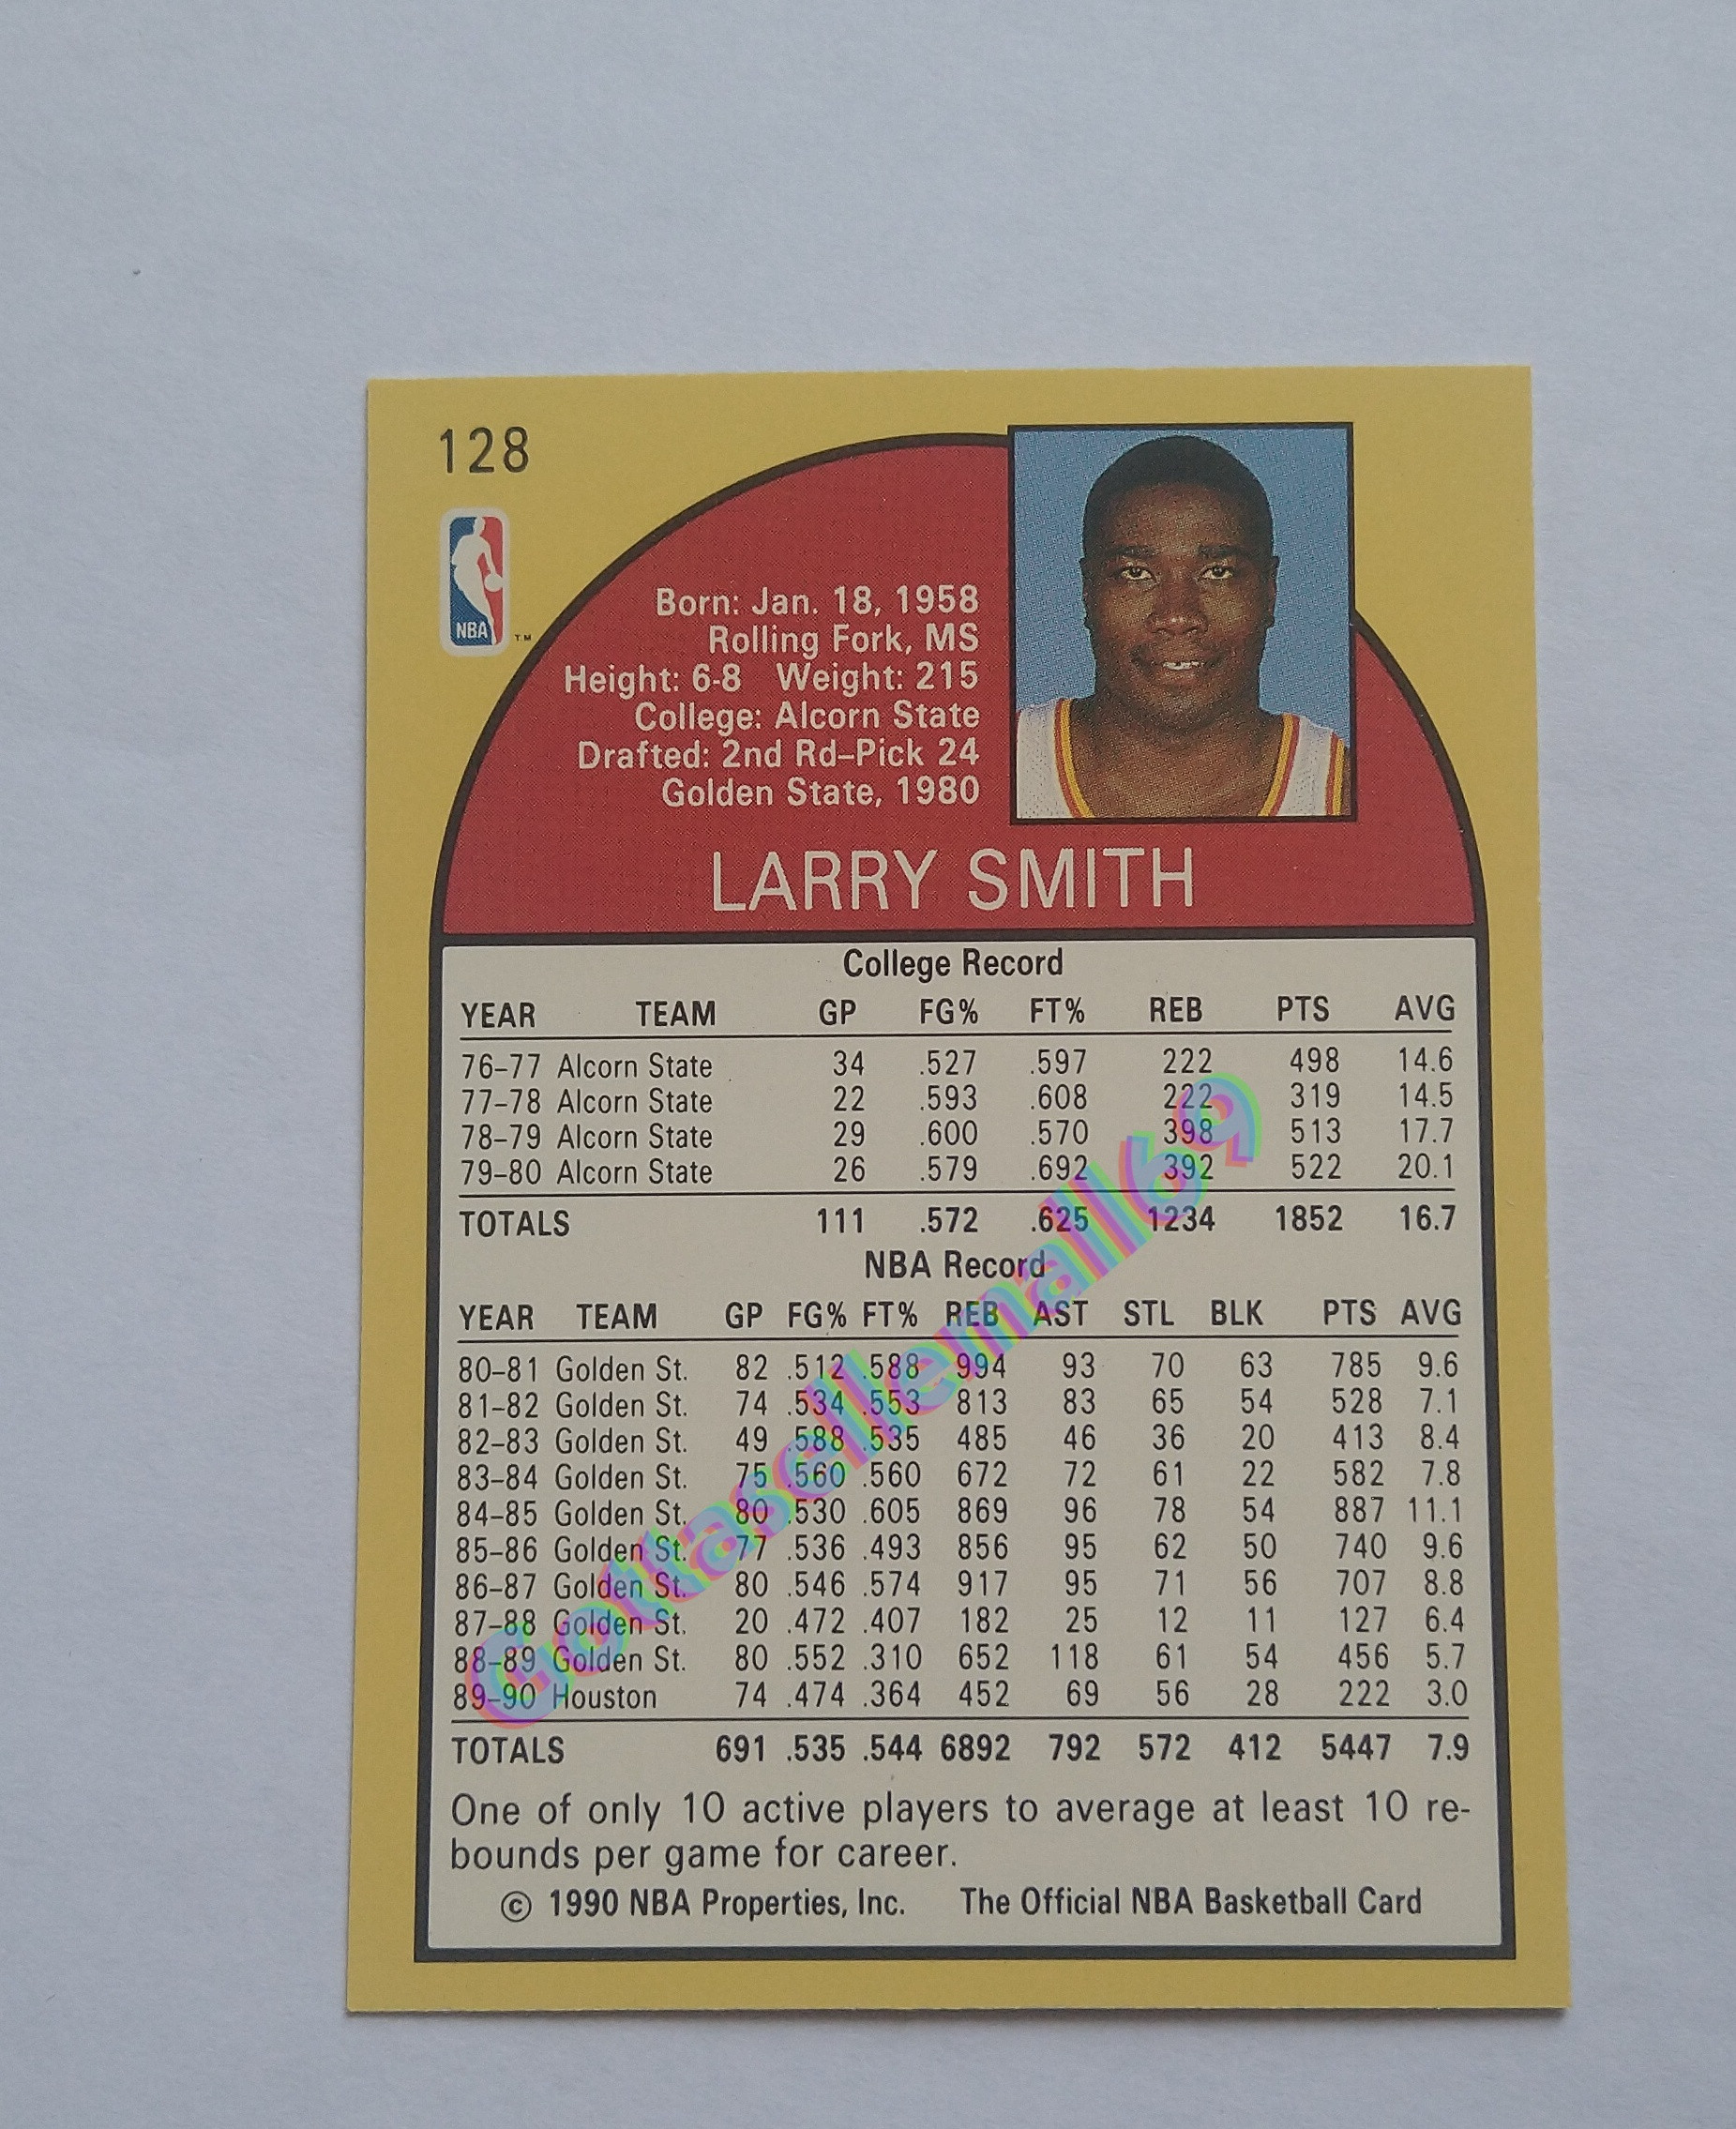 128
NBA
TM
Born: Jan. 18, 1958
Rolling Fork, MS
Height: 6-8 Weight: 215
College: Alcorn State
Drafted: 2nd Rd–Pick 24
Golden State, 1980
LARRY SMITH
College Record
YEAR TEAM GP FG% FT% REB PTS AVG
76–77 Alcorn State 34 .527 .597 222 498 14.6
77–78 Alcorn State 22 .593 .608 222 319 14.5
78–79 Alcorn State 29 .600 .570 398 513 17.7
79–80 Alcorn State 26 .579 .692 392 522 20.1
TOTALS 111 .572 .625 1234 1852 16.7
NBA Record
YEAR TEAM GP FG% FT% REB AST STL BLK PTS AVG
80–81 Golden St. 82 .512 .588 994 93 70 63 785 9.6
81–82 Golden St. 74 .534 .553 813 83 65 54 528 7.1
82–83 Golden St. 49 .588 .535 485 46 36 20 413 8.4
83–84 Golden St. 75 .560 .560 672 72 61 22 582 7.8
84–85 Golden St. 80 .530 .605 869 96 78 54 887 11.1
85–86 Golden St. 77 .536 .493 856 95 62 50 740 9.6
86–87 Golden St. 80 .546 .574 917 95 71 56 707 8.8
87–88 Golden St. 20 .472 .407 182 25 12 11 127 6.4
88–89 Golden St. 80 .552 .310 652 118 61 54 456 5.7
89–90 Houston 74 .474 .364 452 69 56 28 222 3.0
TOTALS 691 .535 .544 6892 792 572 412 5447 7.9
One of only 10 active players to average at least 10 re-
bounds per game for career.
© 1990 NBA Properties, Inc. The Official NBA Basketball Card
Gottasellemall69